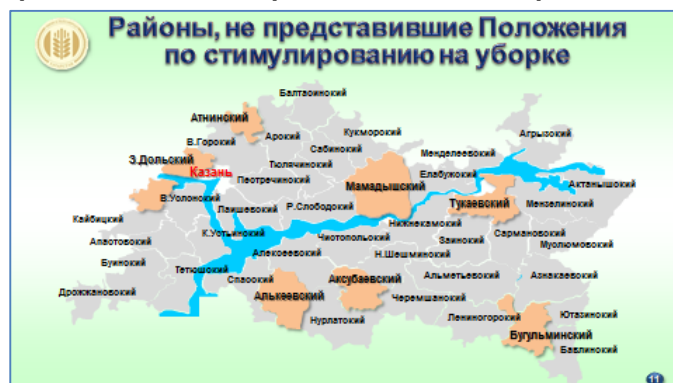 Районы, не представившие Положения
по стимулированию на уборке
Балтасинский
Атнинский
Кукморский
Агрызский
В.Горский
Арский
Сабинский
Менделеевский
З.Дольский
Тюлячинский
Елабужский
Казань
Пестречинский
Мамадышский
Актанышский
В.Услонский
Р.Слободский
Тукаевский
Мензелинский
Лаишевский
Кайбицкий
Нижнекамский
К.Устьинский
Чистопольский
Заинский
Сармановский
Апастовский
Муслюмовский
Алексеевский
Н.Шешминский
Буинский
Тетюшский
Спасский
Аксубаевский
Альметьевский
Азнакаевский
Дрожжановский
Алькеевский
Черемшанский
Нурлатский
Лениногорский
Ютазинский
Бугульминский
Бавлинский
11